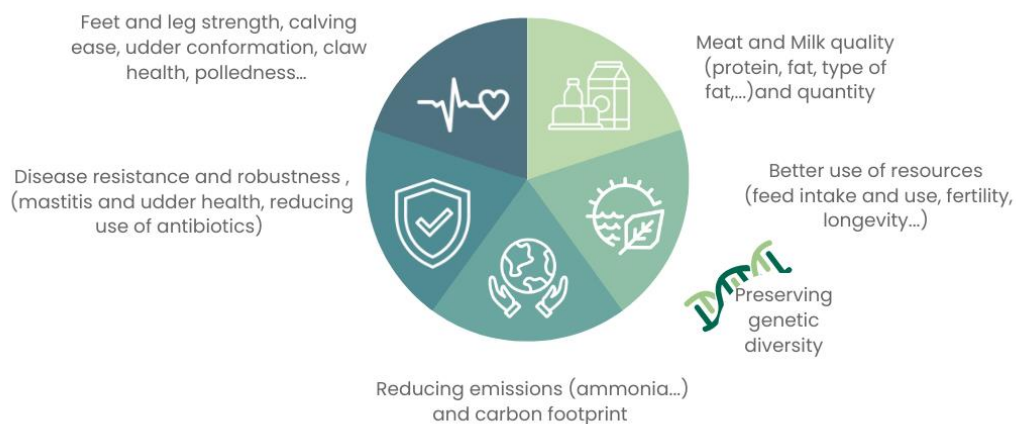 Feet and leg strength, calving
ease, udder conformation, claw
health, polledness...
Meat and Milk quality
(protein, fat, type of
fat,...)and quantity
Disease resistance and robustness ,
(mastitis and udder health, reducing
use of antibiotics)
Better use of resources
(feed intake and use, fertility,
longevity...)
Preserving
genetic
diversity
Reducing emissions (ammonia...)
and carbon footprint